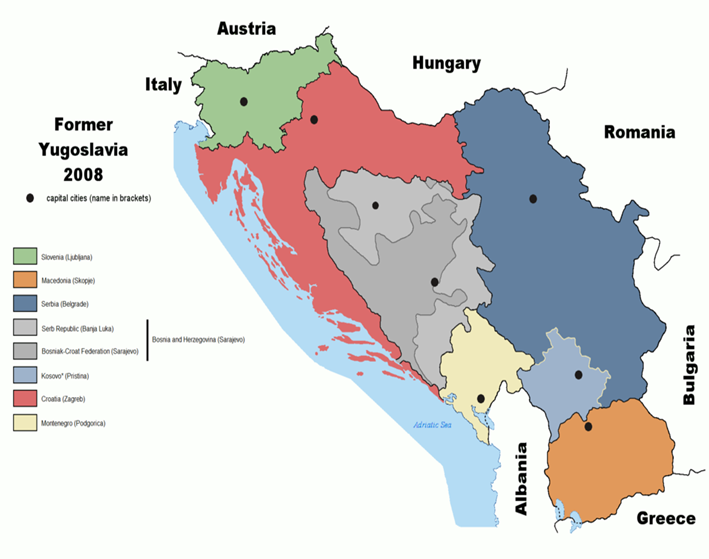 Austria
Hungary
Italy
Former
Yugoslavia
2008
Romania
capital cities (name in brackets)
Slovenia (Ljubljana)
Macedonia (Skopje)
Serbia (Belgrade)
Serb Republic (Banja Luka)
Bosnia and Herzegovina (Sarajevo)
Bosniak-Croat Federation (Sarajevo)
Kosovo* (Pristina)
Croatia (Zagreb)
Montenegro (Podgorica)
Adriatic Sea
Bulgaria
Albania
Greece